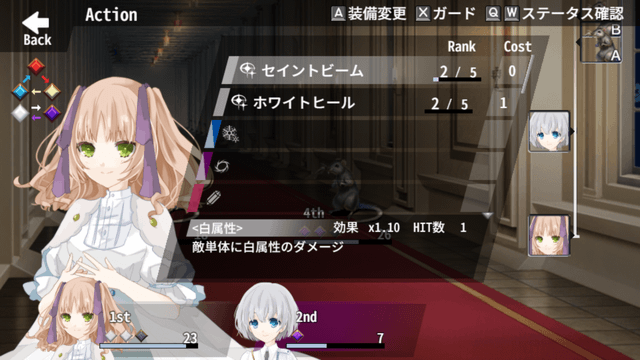 Back
Action
A 装備変更 X ガード Q W ステータス確認
Rank Cost
B
A
セイントビーム 2 / 5 0
ホワイトヒール 2 / 5 1
4th
26
<白属性> 効果 x1.10 HIT数 1
敵単体に白属性のダメージ
1st
23
2nd
7